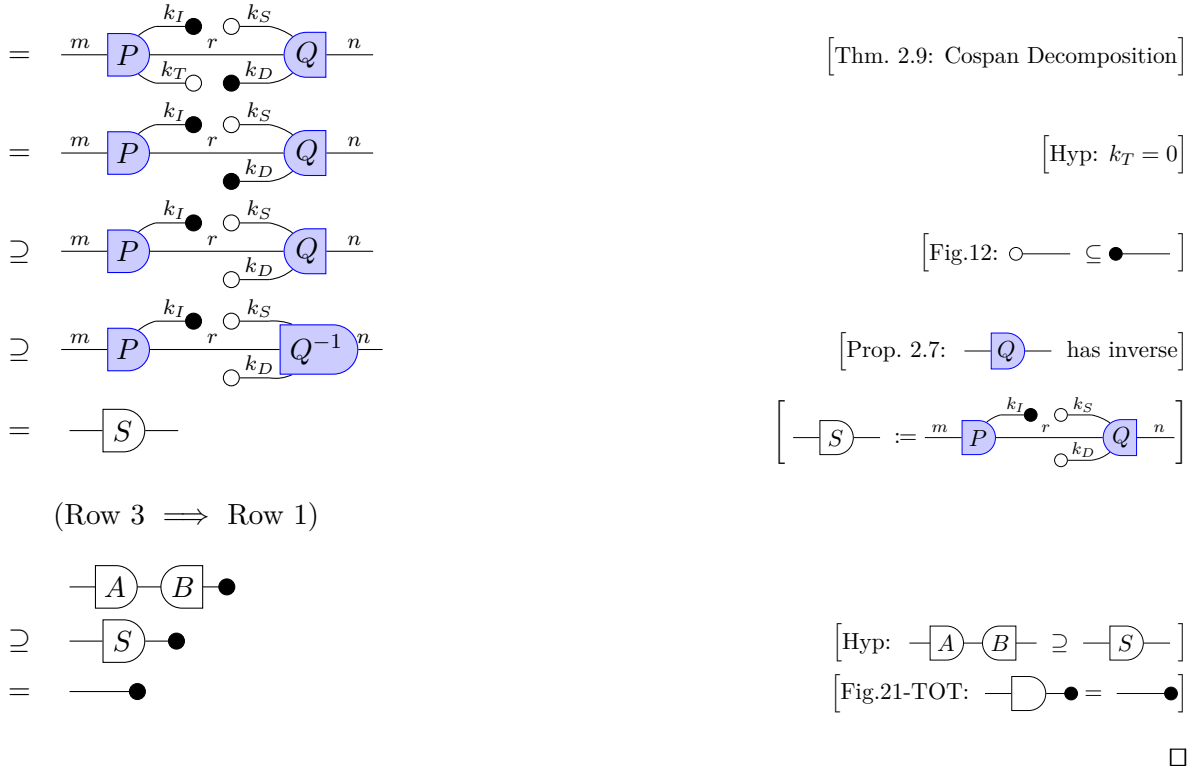 = m P k_I k_T r k_S k_D Q n [Thm. 2.9: Cospan Decomposition]
= m P k_I r k_S k_D Q n [Hyp: k_T = 0]
⊇ m P k_I r k_S k_D Q n [Fig.12: ⊆ ]
⊇ m P k_I r k_S k_D Q^{-1} n [Prop. 2.7: Q has inverse]
= S [ S := m P k_I r k_S k_D Q n ]
(Row 3 ⟹ Row 1)
A B
⊇ S [Hyp: A B ⊇ S ]
= [Fig.21-TOT: = ]
□